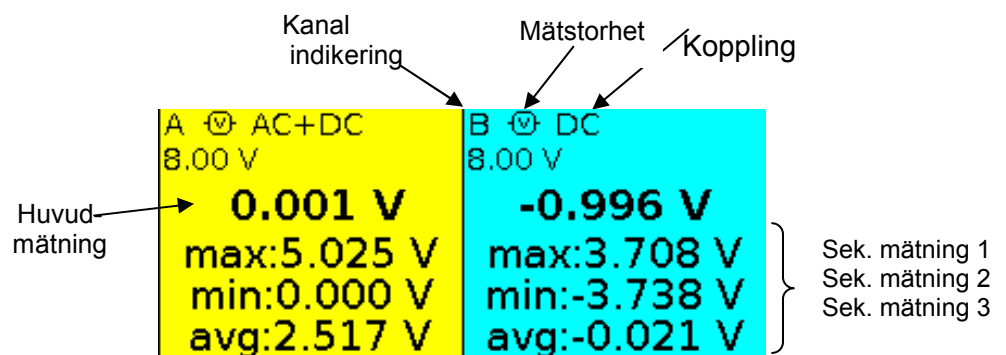 Kanal
indikering
Mätstorhet
Koppling
A V AC+DC
8.00 V
0.001 V
max:5.025 V
min:0.000 V
avg:2.517 V
B V DC
8.00 V
-0.996 V
max:3.708 V
min:-3.738 V
avg:-0.021 V
Huvud-
mätning
Sek. mätning 1
Sek. mätning 2
Sek. mätning 3